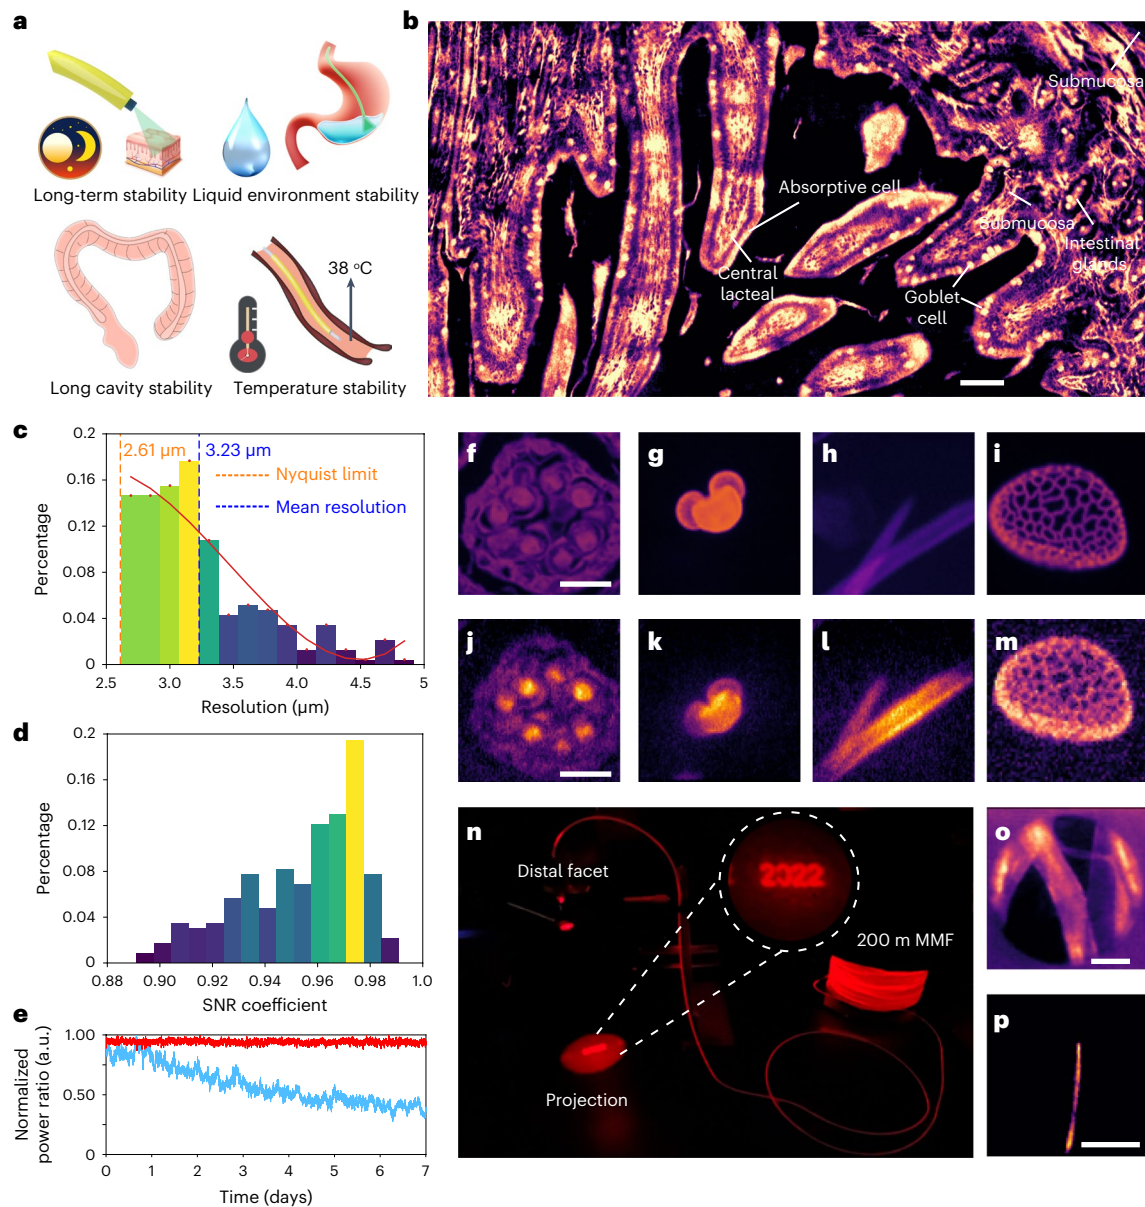 a
Long-term stability
Liquid environment stability
38 °C
Long cavity stability
Temperature stability
b
Submucosa
Absorptive cell
Submucosa
Intestinal
glands
Central
lacteal
Goblet
cell
c
0.2
0.16
0.12
0.08
0.04
0
Percentage
2.61 µm
3.23 µm
Nyquist limit
Mean resolution
2.5
3.0
3.5
4.0
4.5
5
Resolution (µm)
d
0.2
0.16
0.12
0.08
0.04
0
Percentage
0.88
0.90
0.92
0.94
0.96
0.98
1.0
SNR coefficient
e
1.00
0.50
0
Normalized
power ratio (a.u.)
0
1
2
3
4
5
6
7
Time (days)
f
g
h
i
j
k
l
m
n
Distal facet
2022
200 m MMF
Projection
o
p